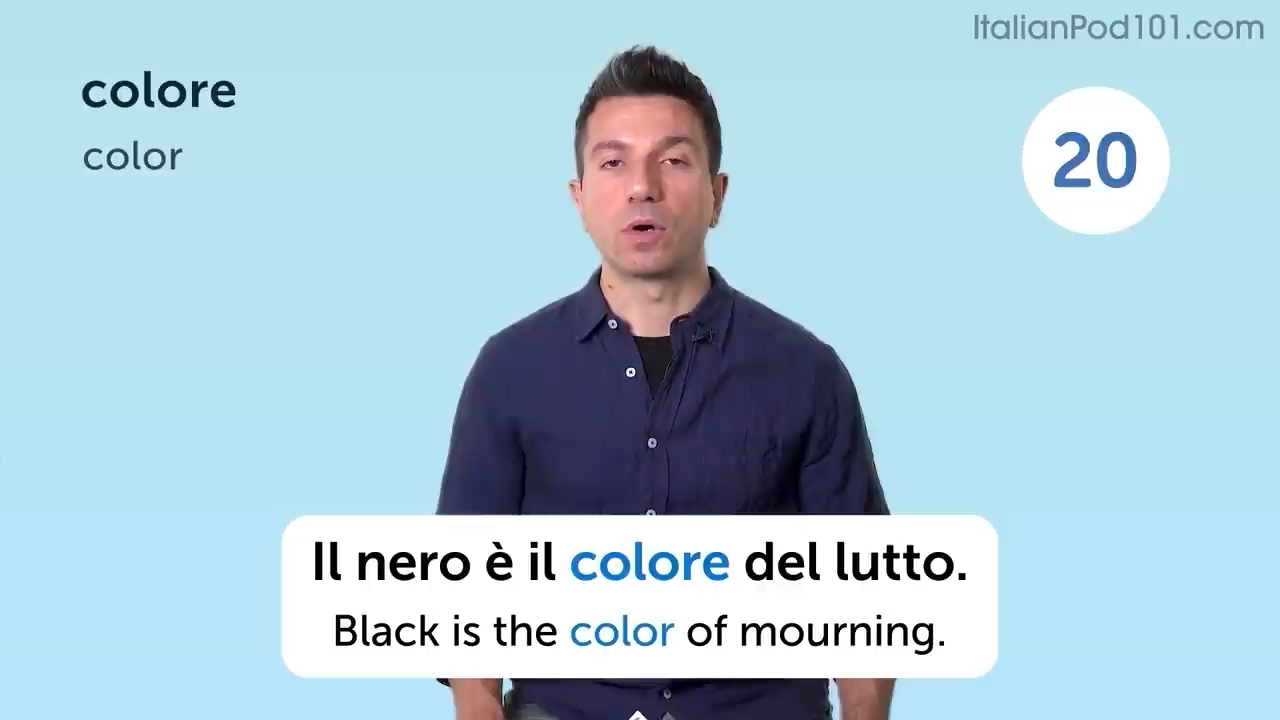 ItalianPod101.com
colore
color
20
Il nero è il colore del lutto.
Black is the color of mourning.